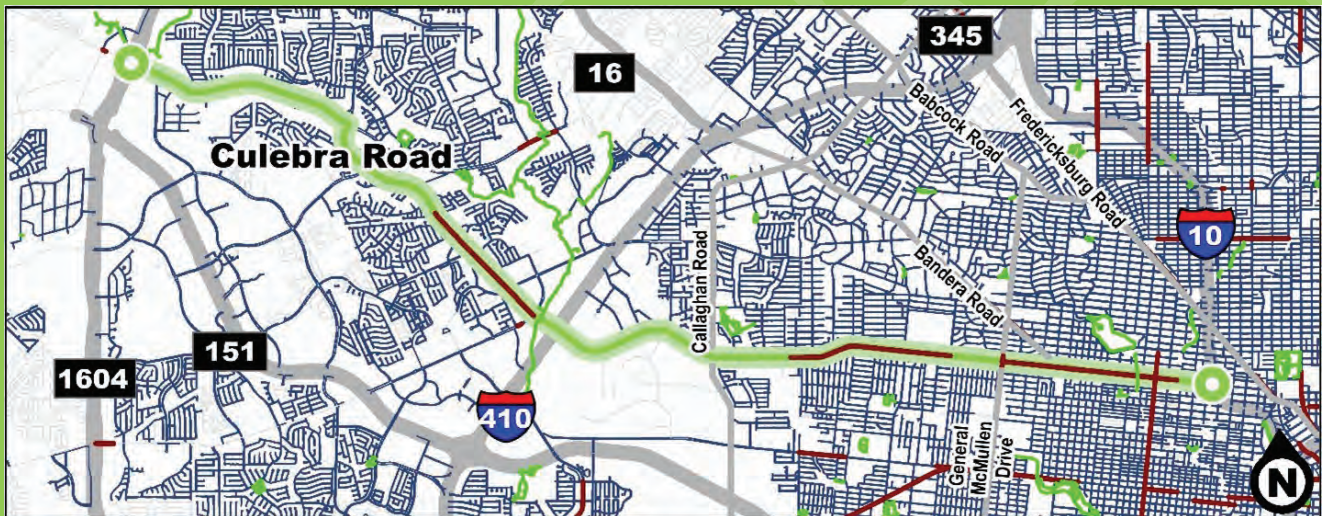 345
16
Babcock Road
Fredericksburg Road
Culebra Road
10
Callaghan Road
Bandera Road
151
1604
410
General
McMullen
Drive
N